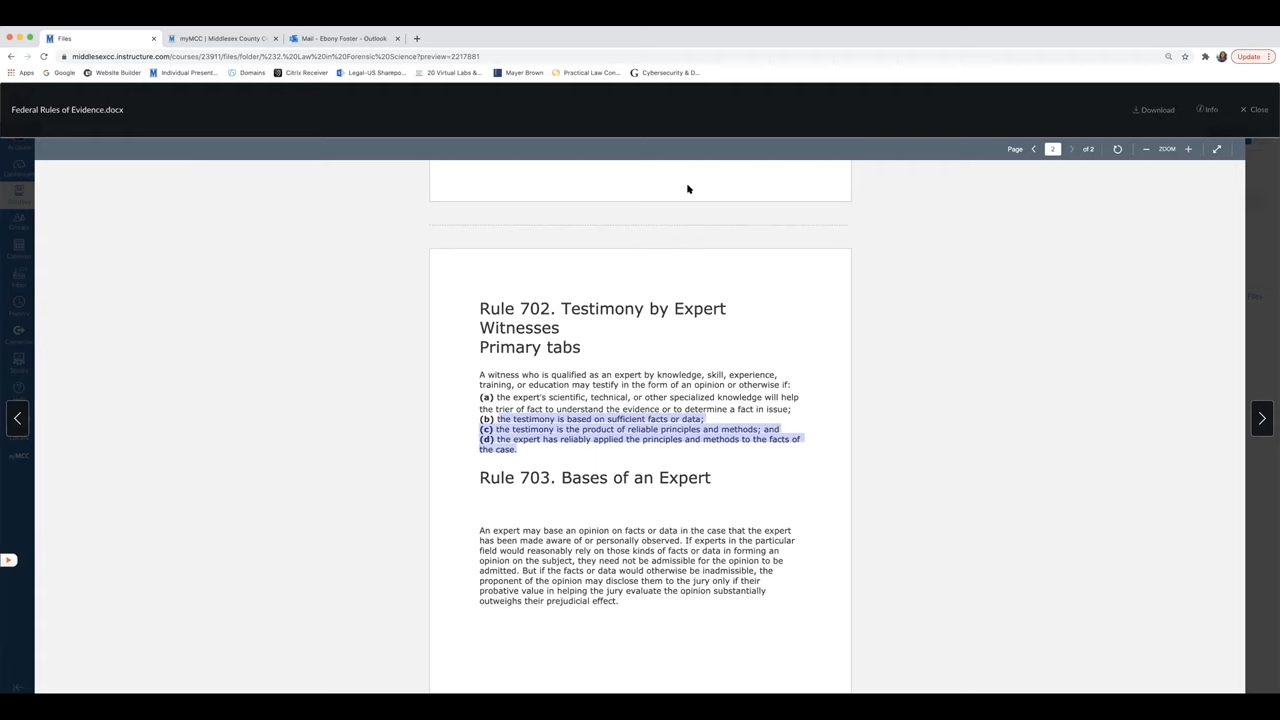 Files
myMCC | Middlesex County C
Mail - Ebony Foster - Outlook
middlesexcc.instructure.com/courses/23911/files/folder/%232.%20Law%20in%20Forensic%20Science?preview=2217881
Update
Apps
Google
Website Builder
Individual Present...
Domains
Citrix Receiver
Legal-US Sharepo...
20 Virtual Labs &...
Mayer Brown
Practical Law Con...
Cybersecurity & D...
Federal Rules of Evidence.docx
Download
Info
Close
Page
2
of 2
ZOOM
Account
Groups
Calendar
Inbox
Files
myMCC
Rule 702. Testimony by Expert
Witnesses
Primary tabs
A witness who is qualified as an expert by knowledge, skill, experience,
training, or education may testify in the form of an opinion or otherwise if:
(a) the expert's scientific, technical, or other specialized knowledge will help
the trier of fact to understand the evidence or to determine a fact in issue;
(b) the testimony is based on sufficient facts or data;
(c) the testimony is the product of reliable principles and methods; and
(d) the expert has reliably applied the principles and methods to the facts of
the case.
Rule 703. Bases of an Expert
An expert may base an opinion on facts or data in the case that the expert
has been made aware of or personally observed. If experts in the particular
field would reasonably rely on those kinds of facts or data in forming an
opinion on the subject, they need not be admissible for the opinion to be
admitted. But if the facts or data would otherwise be inadmissible, the
proponent of the opinion may disclose them to the jury only if their
probative value in helping the jury evaluate the opinion substantially
outweighs their prejudicial effect.